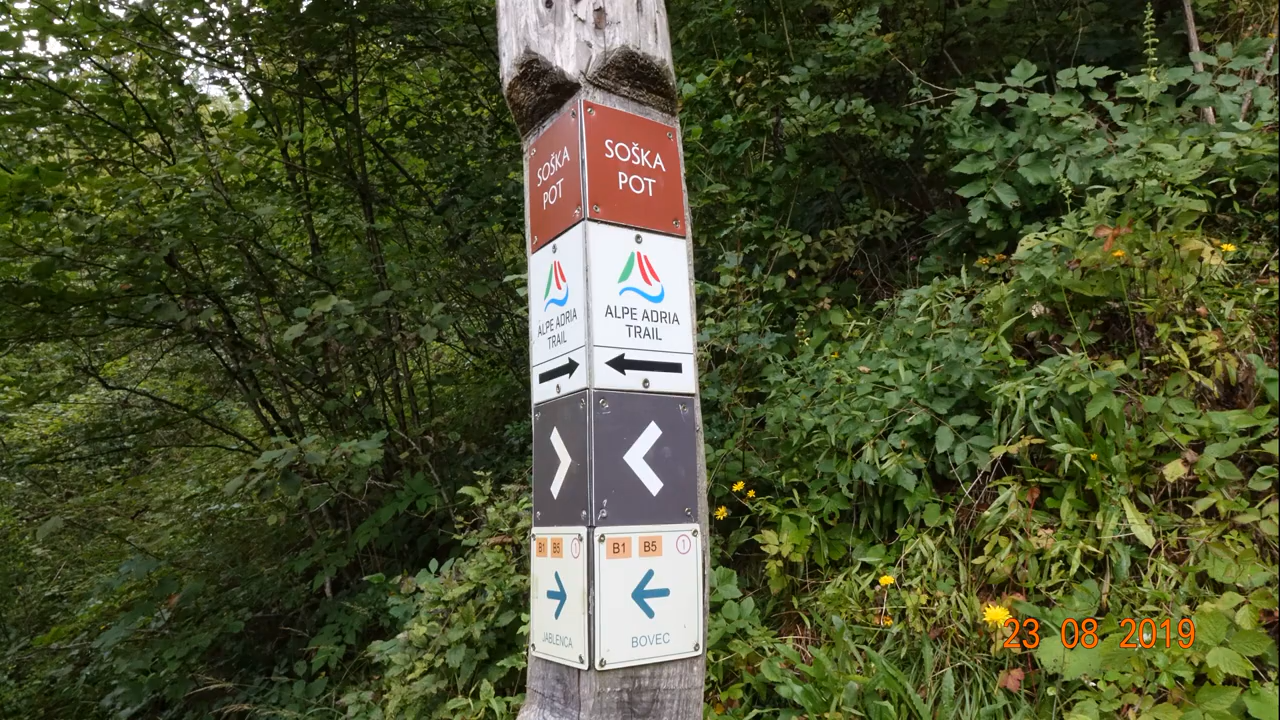 SOŠKA
POT
SOŠKA
POT
ALPE ADRIA
TRAIL
ALPE ADRIA
TRAIL
B1 B5 1
JABLENCA
B1 B5 1
BOVEC
23 08 2019